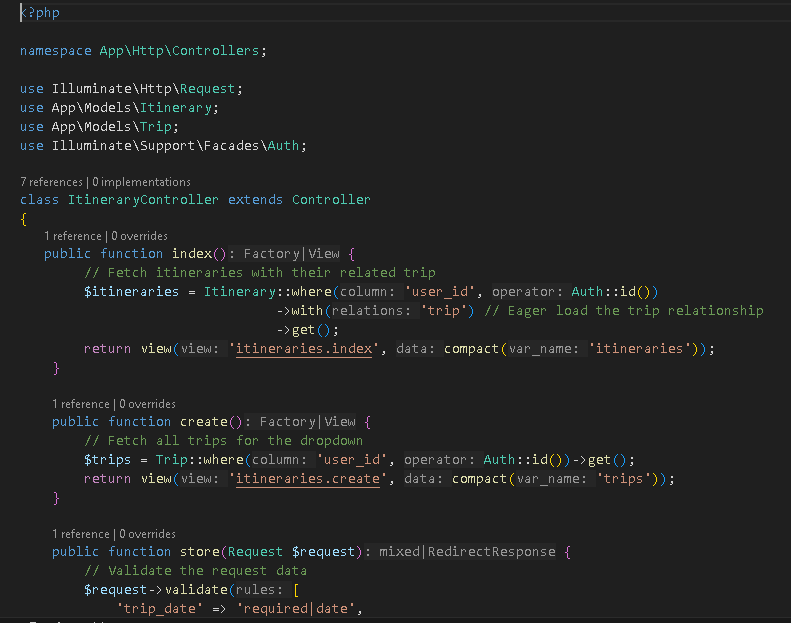 <?php
namespace App\Http\Controllers;
use Illuminate\Http\Request;
use App\Models\Itinerary;
use App\Models\Trip;
use Illuminate\Support\Facades\Auth;
7 references | 0 implementations
class ItineraryController extends Controller
{
1 reference | 0 overrides
public function index(): Factory|View {
// Fetch itineraries with their related trip
$itineraries = Itinerary::where(column: 'user_id', operator: Auth::id())
->with(relations: 'trip') // Eager load the trip relationship
->get();
return view(view: 'itineraries.index', data: compact(var_name: 'itineraries'));
}
1 reference | 0 overrides
public function create(): Factory|View {
// Fetch all trips for the dropdown
$trips = Trip::where(column: 'user_id', operator: Auth::id())->get();
return view(view: 'itineraries.create', data: compact(var_name: 'trips'));
}
1 reference | 0 overrides
public function store(Request $request): mixed|RedirectResponse {
// Validate the request data
$request->validate(rules: [
'trip_date' => 'required|date',